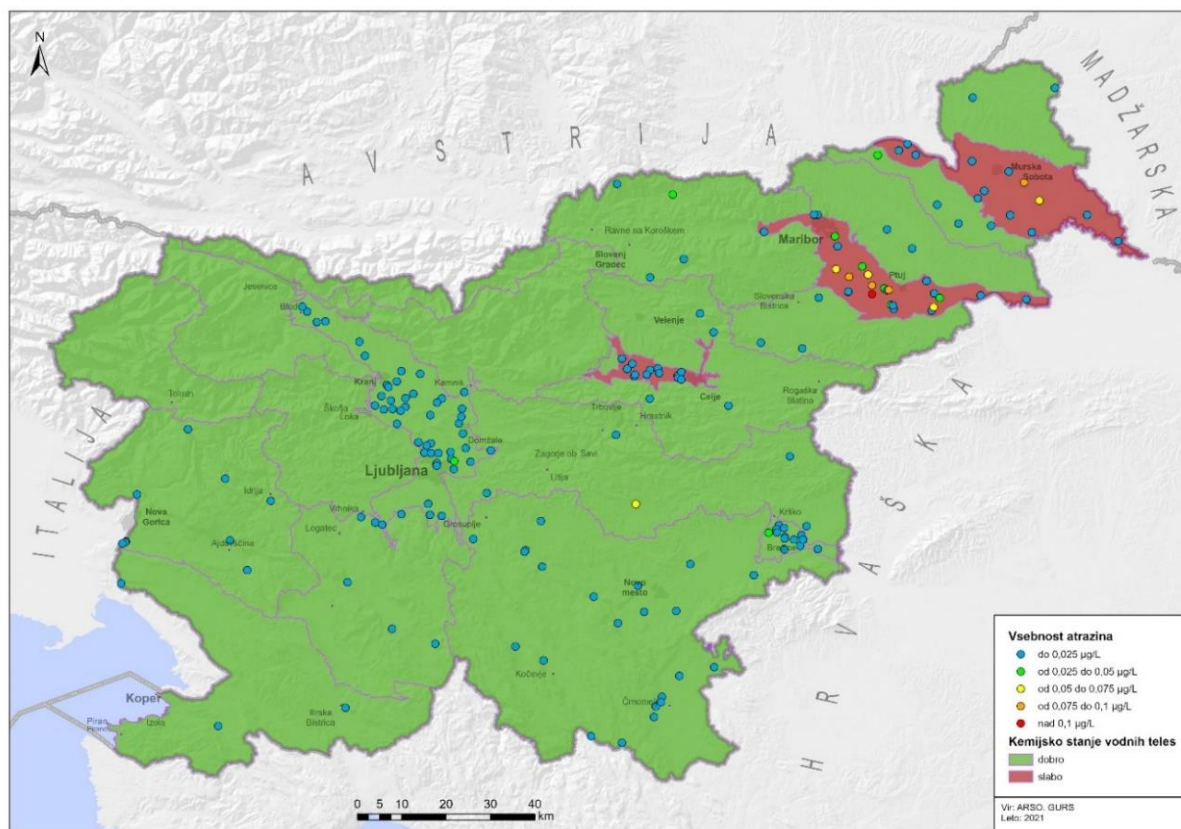 N
AVSTRIJA
MADŽARSKA
Murska
Sobota
Ravne na Koroškem
Maribor
Slovenj
Gradec
Ptuj
Jesenice
Slovenska
Bistrica
Bled
Velenje
Kranj
Kamnik
Rogaška
Slatina
Tolmin
Škofja
Loka
Celje
Trbovlje
Hrastnik
ITALIJA
Domžale
Zagorje ob Savi
Ljubljana
Litija
HRVAŠKA
Idrija
Vrhnika
Krško
Nova
Gorica
Logatec
Grosuplje
Ajdovščina
Brežice
Novo
mesto
Kočevje
Koper
Črnomelj
Piran
Izola
Ilirska
Bistrica
0 5 10 20 30 40
km
Vsebnost atrazina
do 0,025 µg/L
od 0,025 do 0,05 µg/L
od 0,05 do 0,075 µg/L
od 0,075 do 0,1 µg/L
nad 0,1 µg/L
Kemijsko stanje vodnih teles
dobro
slabo
Vir: ARSO, GURS
Leto: 2021